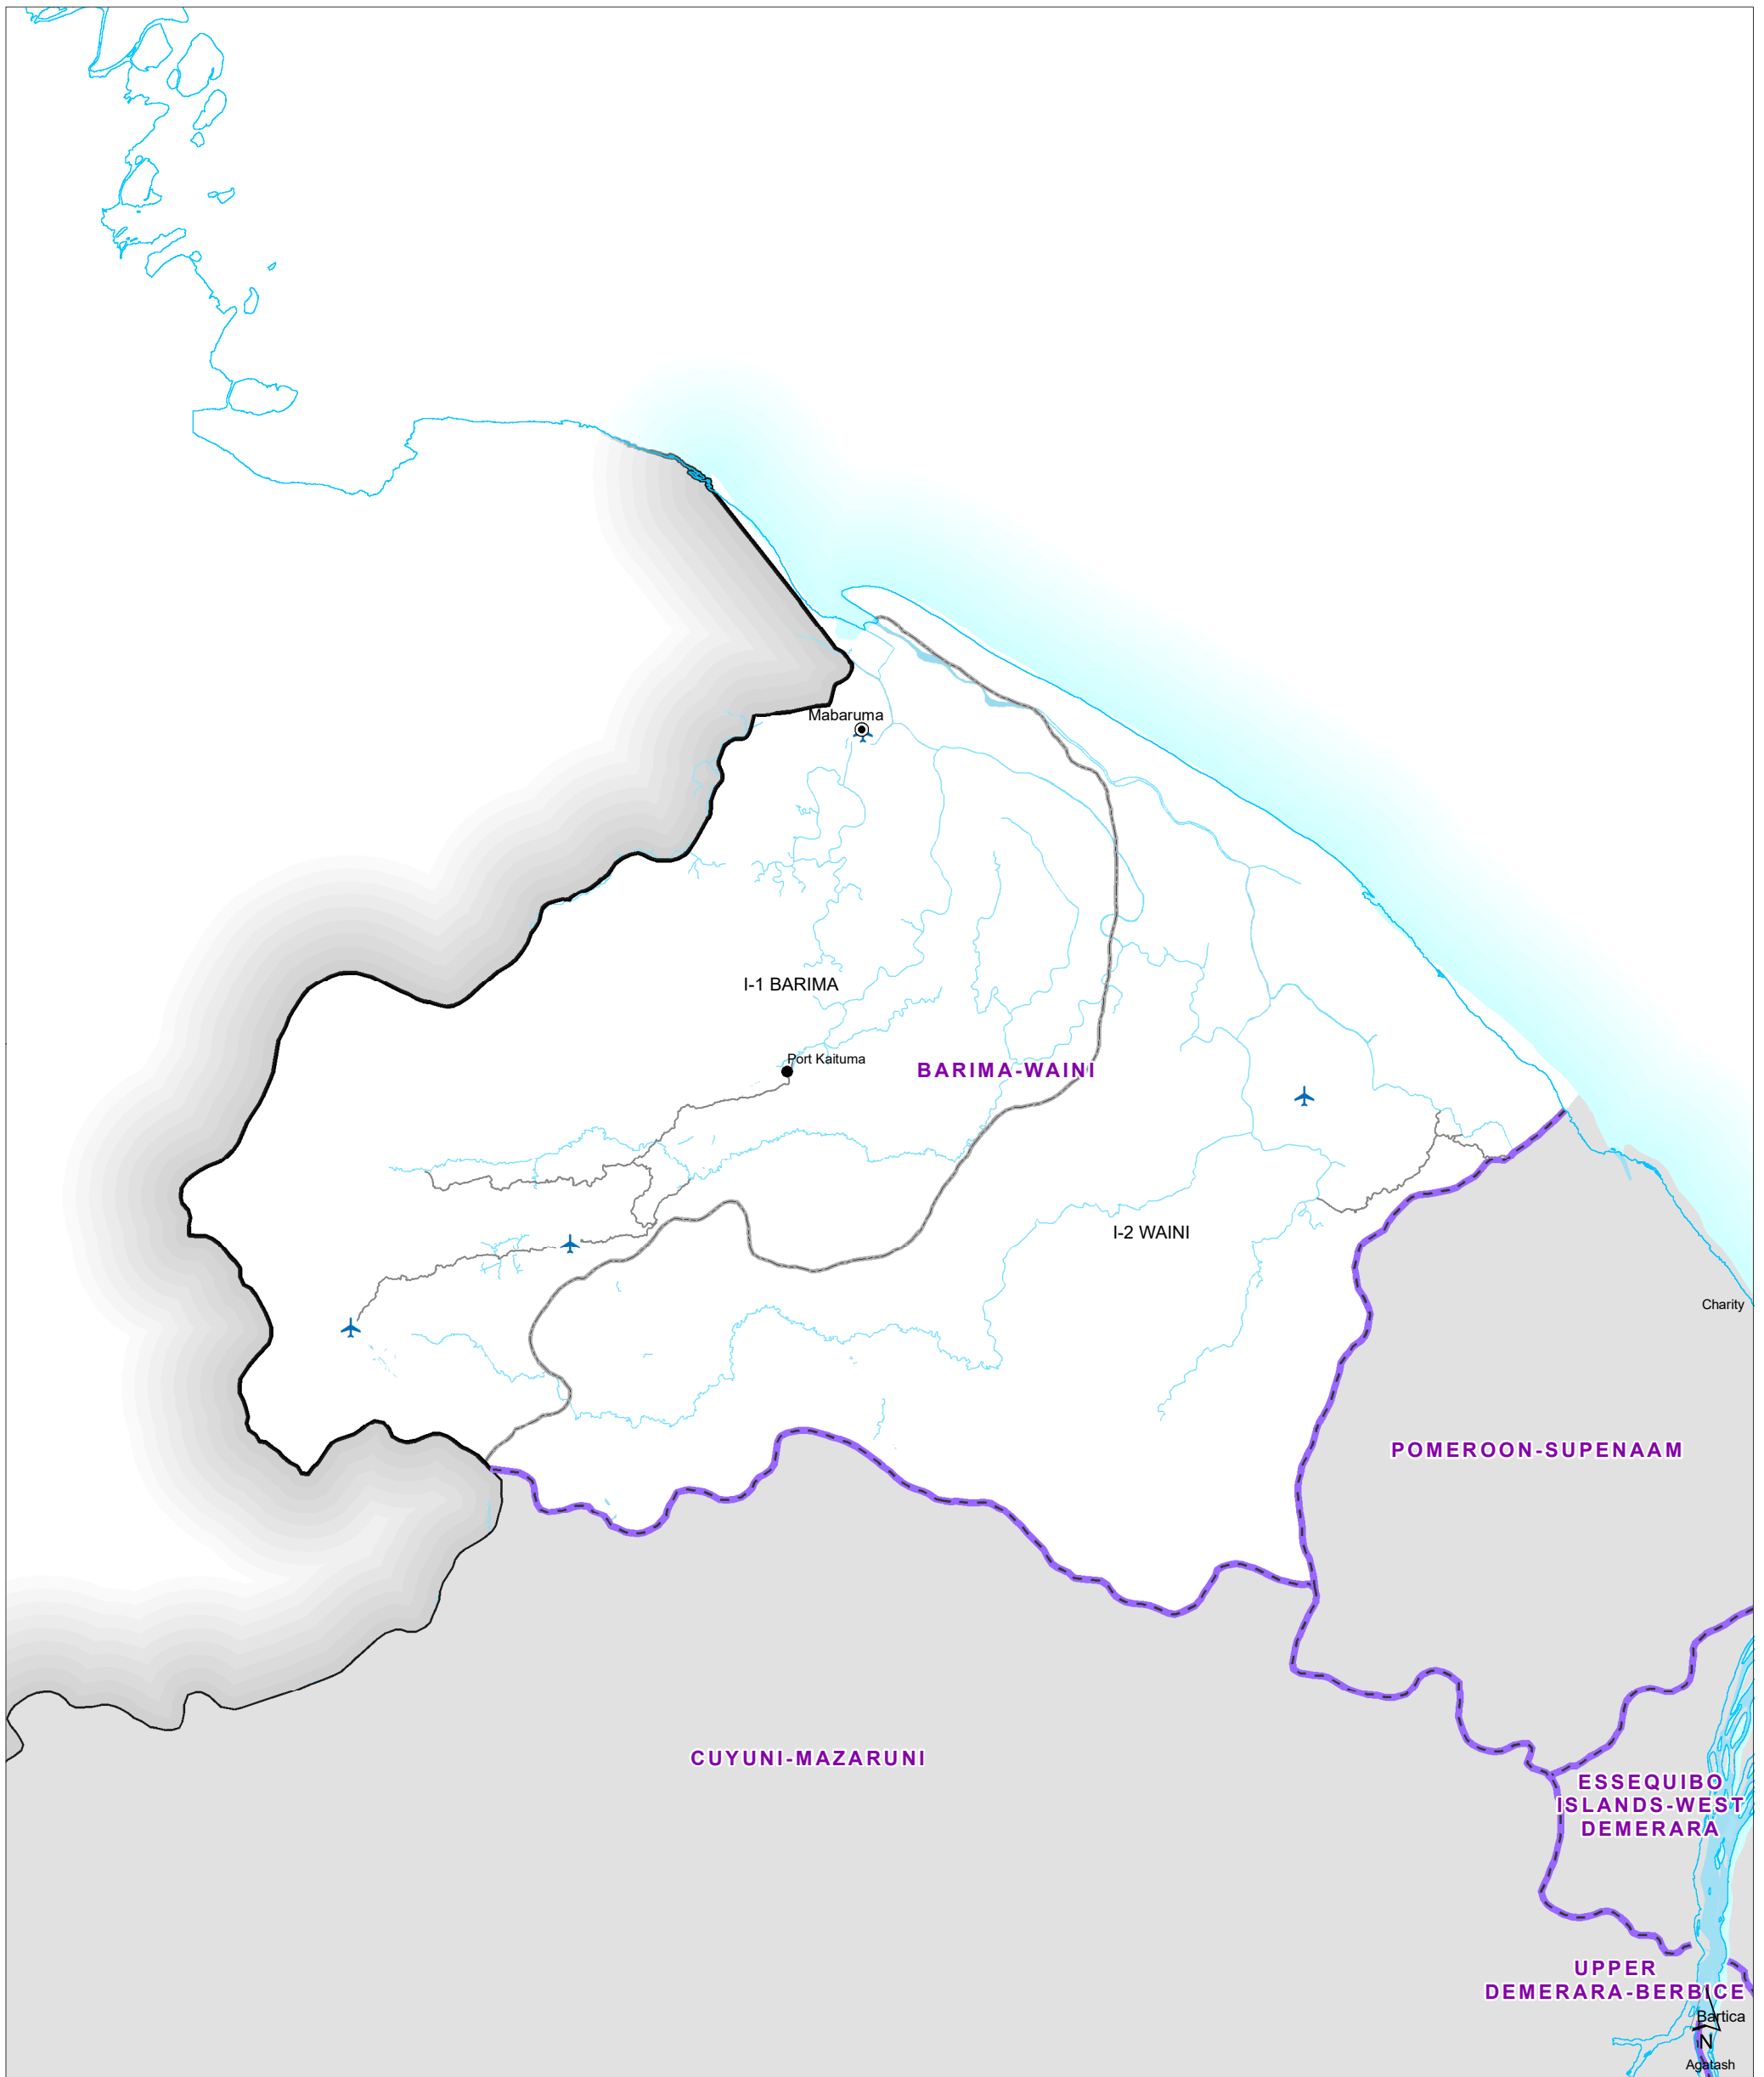 Mabaruma
I-1 BARIMA
Port Kaituma
BARIMA-WAINI
I-2 WAINI
Charity
POMEROON-SUPENAAM
CUYUNI-MAZARUNI
ESSEQUIBO
ISLANDS-WEST
DEMERARA
UPPER
DEMERARA-BERBICE
Bartica
N
Agatash